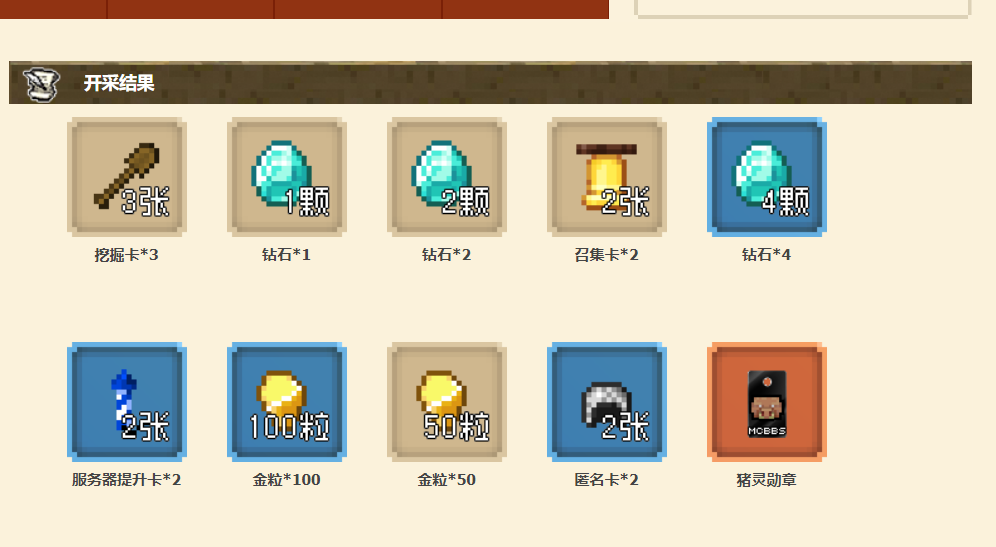 开采结果
3张
1颗
2颗
2张
4颗
挖掘卡*3
钻石*1
钻石*2
召集卡*2
钻石*4
2张
100粒
50粒
2张
MCBBS
服务器提升卡*2
金粒*100
金粒*50
匿名卡*2
猪灵勋章